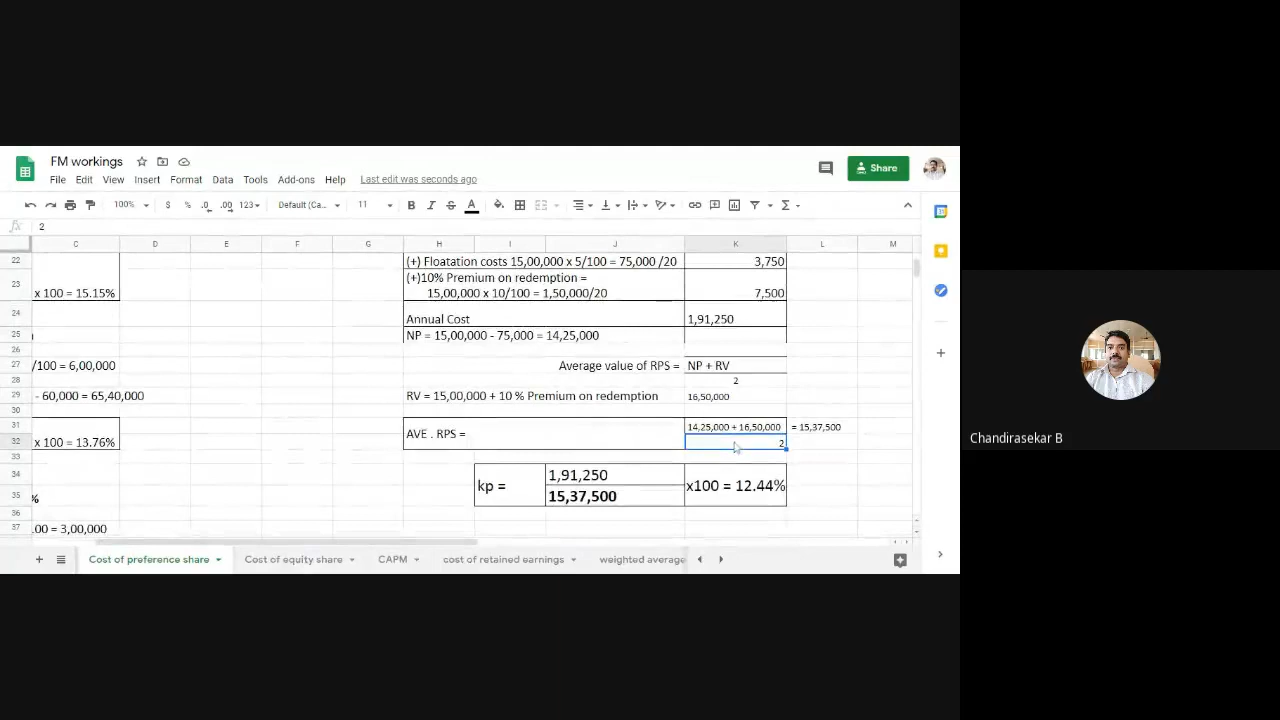 FM workings
File Edit View Insert Format Data Tools Add-ons Help Last edit was seconds ago
Share
100% $ % .0 .00 123 Default (Ca... 11 B I S A
fx 2
C D E F G H I J K L M
22 (+) Floatation costs 15,00,000 x 5/100 = 75,000 /20 3,750
23 (+)10% Premium on redemption =
x 100 = 15.15% 15,00,000 x 10/100 = 1,50,000/20 7,500
24 Annual Cost 1,91,250
25 NP = 15,00,000 - 75,000 = 14,25,000
26
27 /100 = 6,00,000 Average value of RPS = NP + RV
28 2
29 - 60,000 = 65,40,000 RV = 15,00,000 + 10 % Premium on redemption 16,50,000
30
31 14,25,000 + 16,50,000 = 15,37,500
AVE . RPS =
32 x 100 = 13.76% 2
33
34 1,91,250
kp = x100 = 12.44%
35 % 15,37,500
36
37 .00 = 3,00,000
Cost of preference share Cost of equity share CAPM cost of retained earnings weighted average
Chandirasekar B